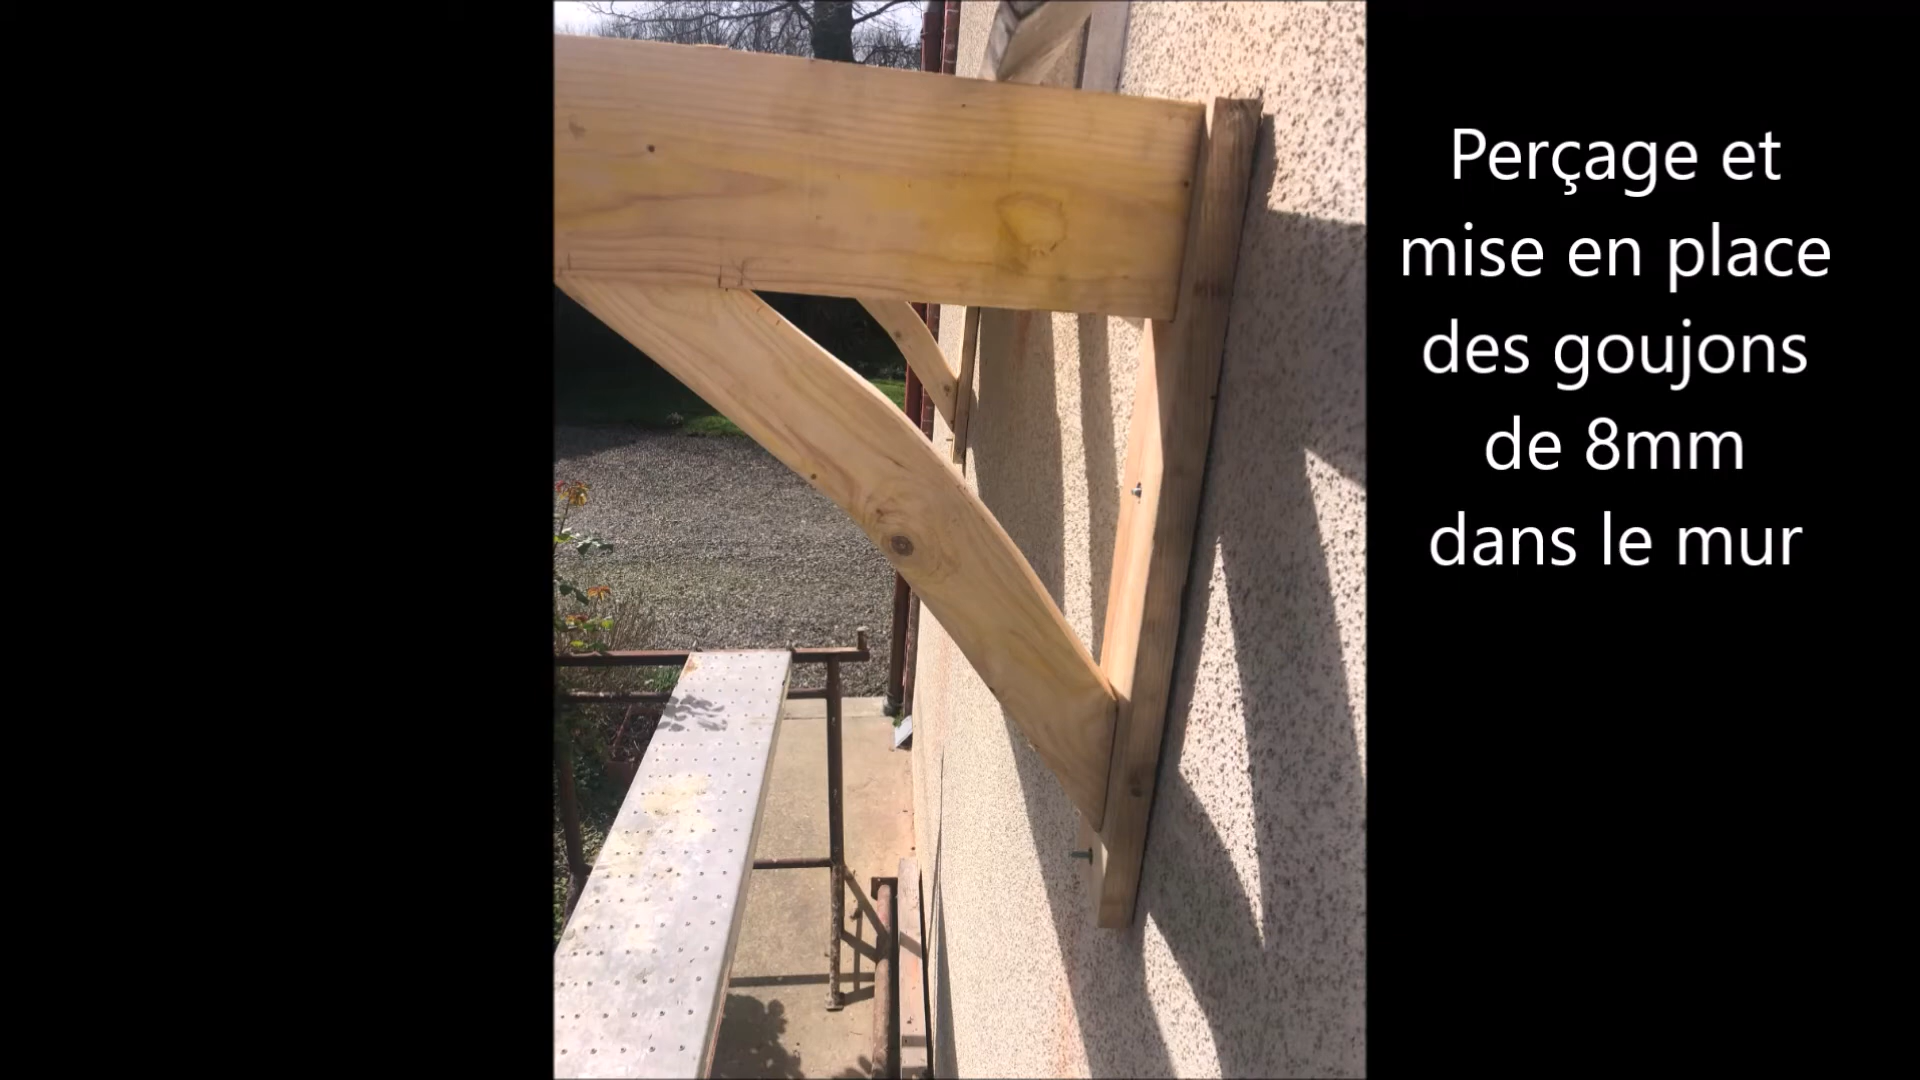 Perçage et
mise en place
des goujons
de 8mm
dans le mur